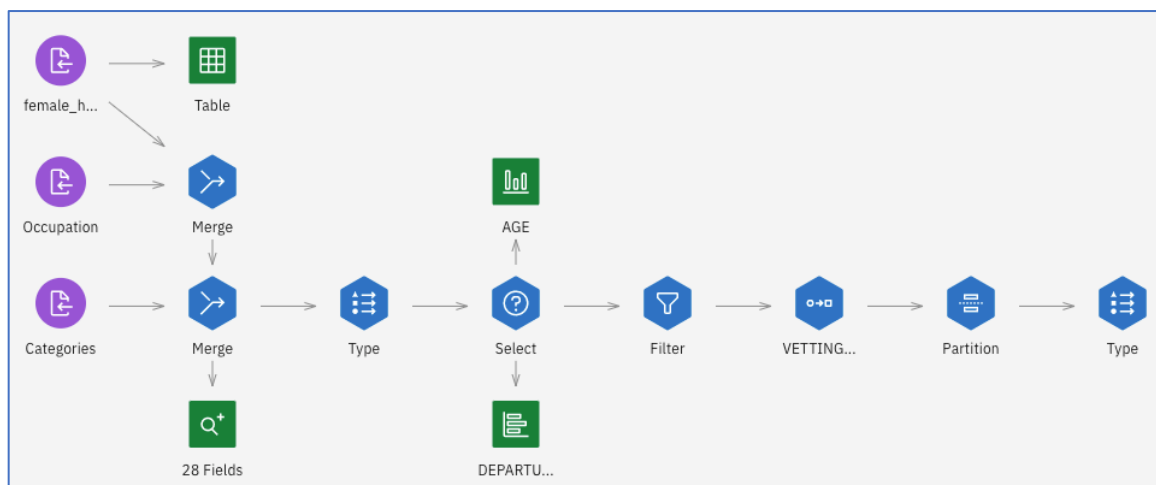 female_h...
Table
Occupation
Merge
AGE
Categories
Merge
Type
Select
Filter
VETTING...
Partition
Type
28 Fields
DEPARTU...